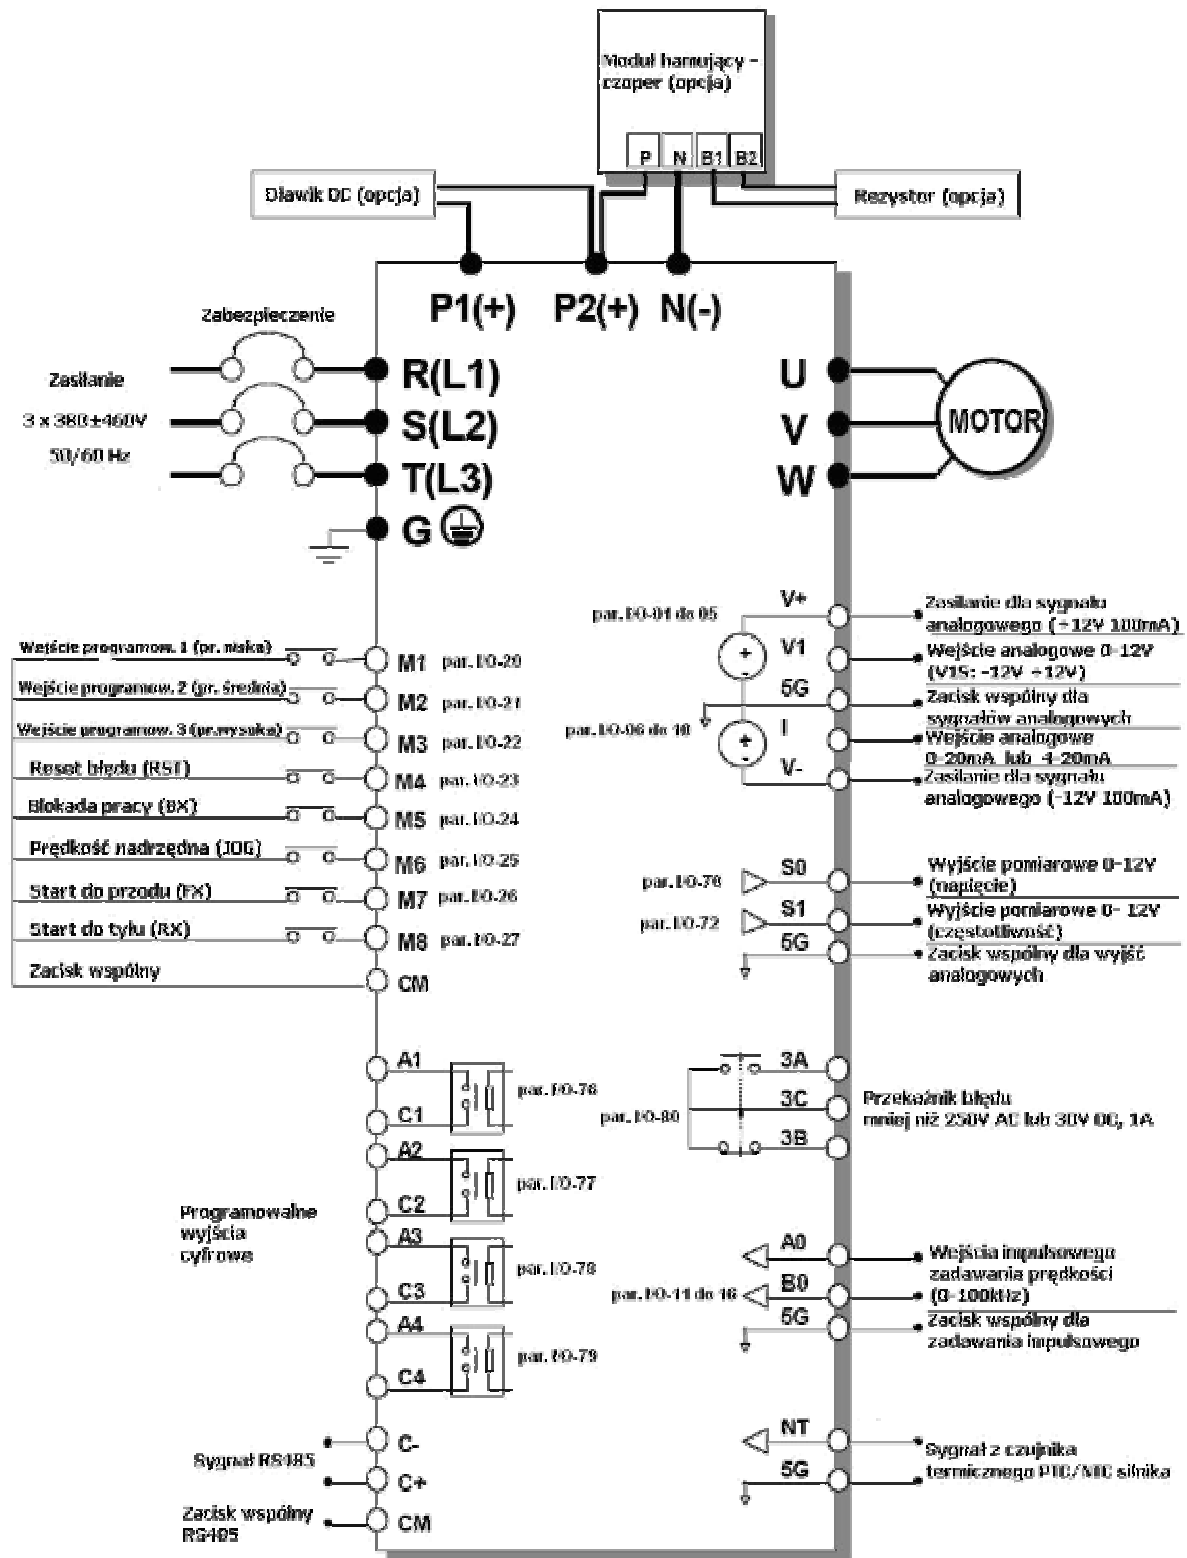 Moduł hamujący -
czoper (opcja)
P N B1 B2
Dławik DC (opcja)
Rezystor (opcja)
P1(+) P2(+) N(-)
Zabezpieczenie
Zasilanie
3 x 380÷460V
50/60 Hz
R(L1)
S(L2)
T(L3)
G
U
V
W
MOTOR
Wejście programow. 1 (pr. niska)
M1 par. I/O-20
Wejście programow. 2 (pr. średnia)
M2 par. I/O-21
Wejście programow. 3 (pr.wysoka)
M3 par. I/O-22
Reset błędu (RST)
M4 par. I/O-23
Blokada pracy (BX)
M5 par. I/O-24
Prędkość nadrzędna (JOG)
M6 par. I/O-25
Start do przodu (FX)
M7 par. I/O-26
Start do tyłu (RX)
M8 par. I/O-27
Zacisk wspólny
CM
par. I/O-01 do 05
V+
Zasilanie dla sygnału
analogowego (+12V 100mA)
V1
Wejście analogowe 0-12V
(V1S: -12V +12V)
5G
Zacisk wspólny dla
sygnałów analogowych
par. I/O-06 do 10
I
Wejście analogowe
0-20mA lub 4-20mA
V-
Zasilanie dla sygnału
analogowego (-12V 100mA)
par. I/O-70
S0
Wyjście pomiarowe 0-12V
(napięcie)
par. I/O-72
S1
Wyjście pomiarowe 0- 12V
(częstotliwość)
5G
Zacisk wspólny dla wyjść
analogowych
Programowalne
wyjścia
cyfrowe
A1
C1
par. I/O-76
A2
C2
par. I/O-77
A3
C3
par. I/O-78
A4
C4
par. I/O-79
par. I/O-80
3A
3C
3B
Przekaźnik błędu
mniej niż 250V AC lub 30V DC, 1A
A0
B0
par. I/O-11 do 16
Wejścia impulsowego
zadawania prędkości
(0-100kHz)
5G
Zacisk wspólny dla
zadawania impulsowego
Sygnał RS485
C-
C+
Zacisk wspólny
RS485
CM
NT
5G
Sygnał z czujnika
termicznego PTC/NTC silnika